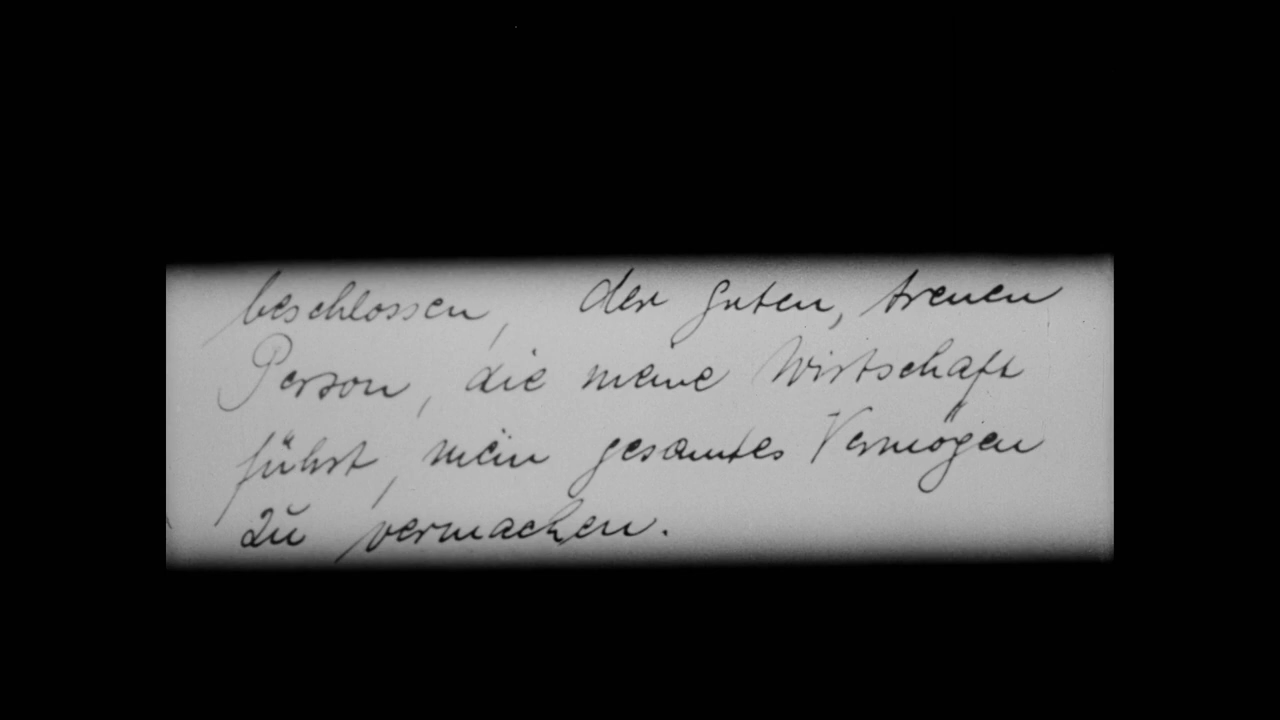 beschlossen, der guten, treuen
Person, die meine Wirtschaft
führt, mein gesamtes Vermögen
zu vermachen.